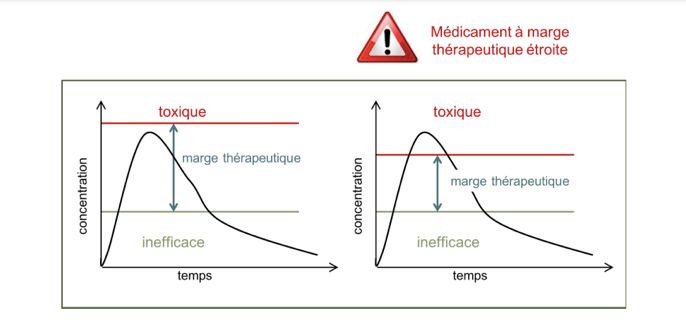 Médicament à marge
thérapeutique étroite
toxique
marge thérapeutique
inefficace
concentration
temps
toxique
marge thérapeutique
inefficace
concentration
temps